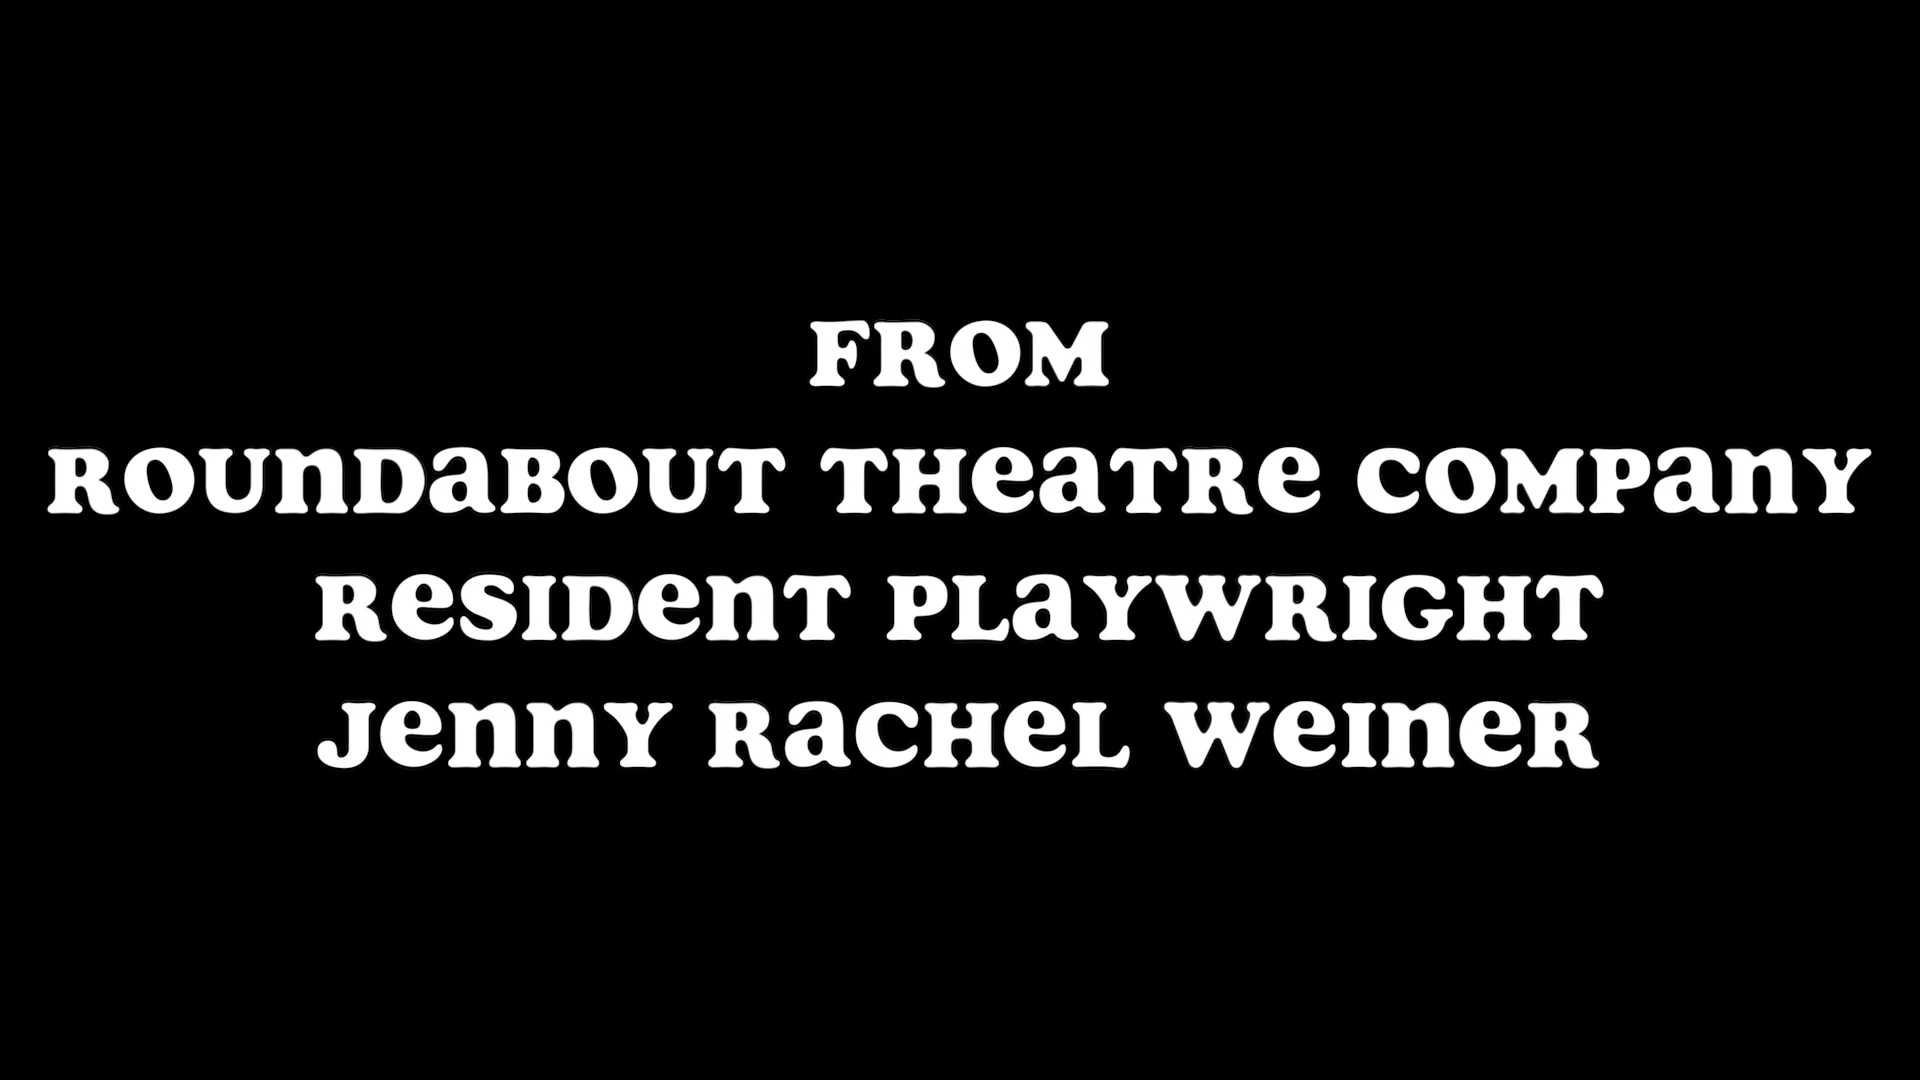 FROM
ROUNDABOUT THEATRE COMPANY
RESIDENT PLAYWRIGHT
JENNY RACHEL WEINER